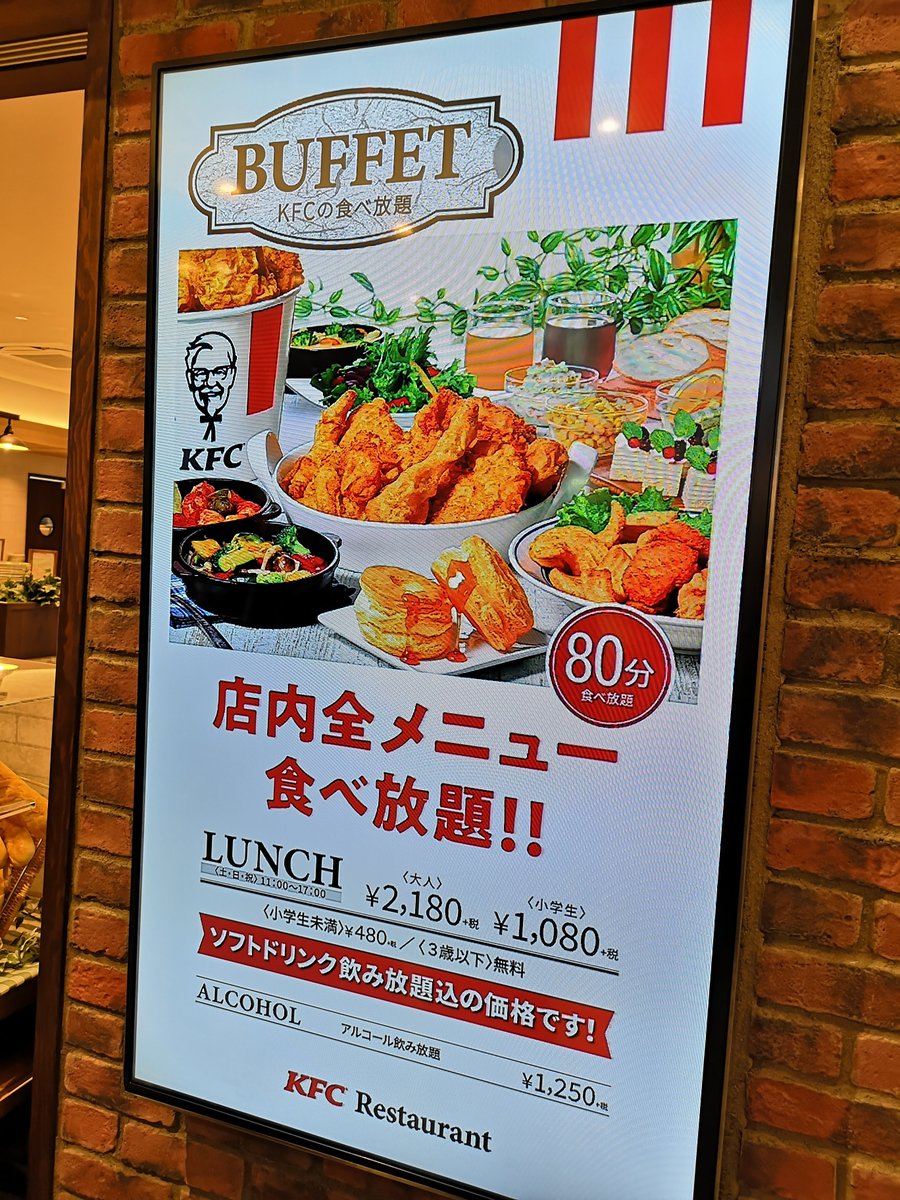 BUFFET
KFCの食べ放題
KFC
80分
食べ放題
店内全メニュー
食べ放題!!
LUNCH
〈土・日・祝〉11:00～17:00
〈大人〉
¥2,180+税
〈小学生〉
¥1,080+税
〈小学生未満〉¥480+税／〈3歳以下〉無料
ソフトドリンク飲み放題込の価格です!
ALCOHOL
アルコール飲み放題
¥1,250+税
KFC Restaurant